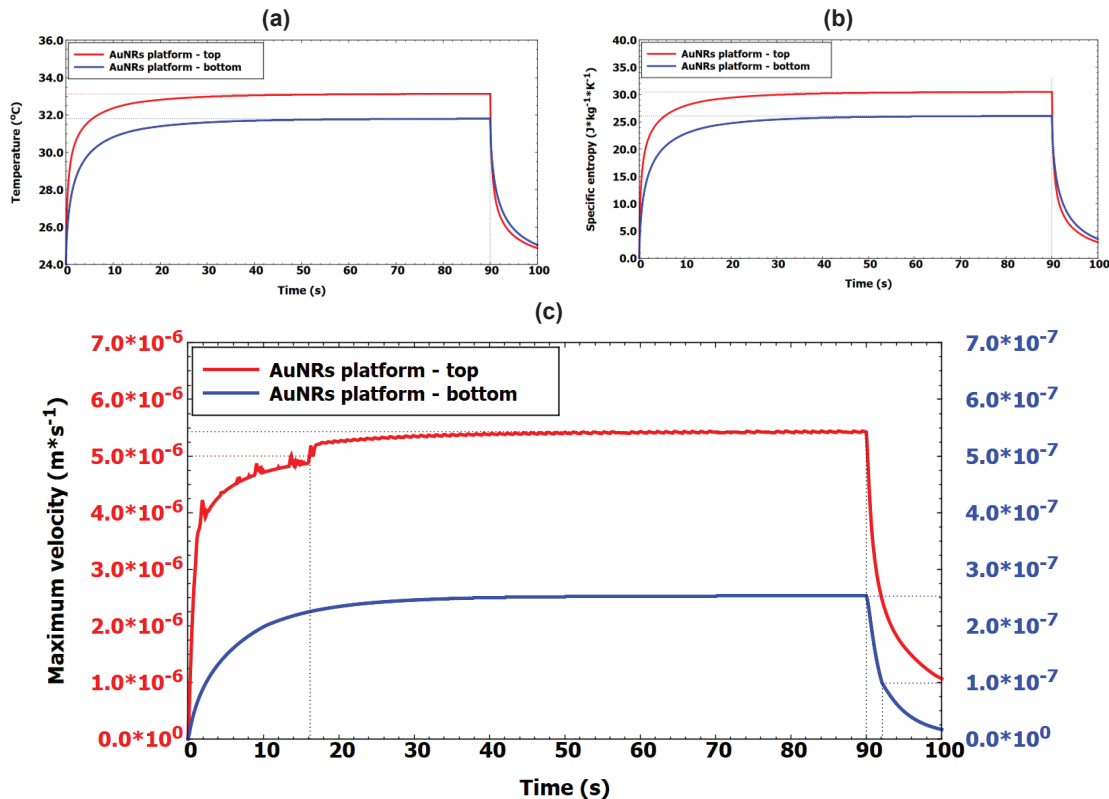 (a)
36.0
34.0
32.0
30.0
28.0
26.0
24.0
Temperature (°C)
AuNRs platform - top
AuNRs platform - bottom
0 10 20 30 40 50 60 70 80 90 100
Time (s)
(b)
40.0
35.0
30.0
25.0
20.0
15.0
10.0
5.0
0.0
Specific entropy (J*kg⁻¹*K⁻¹)
AuNRs platform - top
AuNRs platform - bottom
0 10 20 30 40 50 60 70 80 90 100
Time (s)
(c)
7.0*10⁻⁶
6.0*10⁻⁶
5.0*10⁻⁶
4.0*10⁻⁶
3.0*10⁻⁶
2.0*10⁻⁶
1.0*10⁻⁶
0.0*10⁰
Maximum velocity (m*s⁻¹)
AuNRs platform - top
AuNRs platform - bottom
7.0*10⁻⁷
6.0*10⁻⁷
5.0*10⁻⁷
4.0*10⁻⁷
3.0*10⁻⁷
2.0*10⁻⁷
1.0*10⁻⁷
0.0*10⁰
0 10 20 30 40 50 60 70 80 90 100
Time (s)